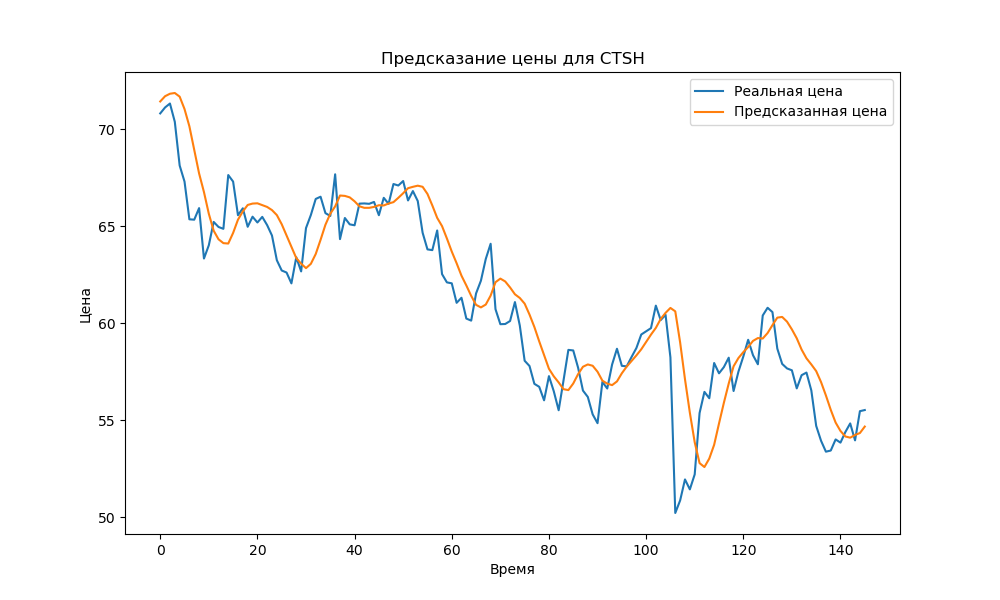 Предсказание цены для CTSH
Реальная цена
Предсказанная цена
Цена
70
65
60
55
50
0 20 40 60 80 100 120 140
Время